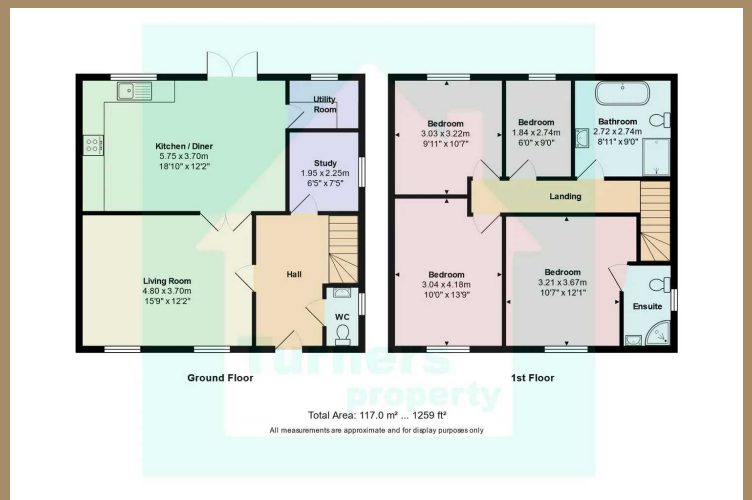 Utility
Room
Kitchen / Diner
5.75 x 3.70m
18'10" x 12'2"
Study
1.95 x 2.25m
6'5" x 7'5"
Living Room
4.80 x 3.70m
15'9" x 12'2"
Hall
WC
Ground Floor
Bedroom
3.03 x 3.22m
9'11" x 10'7"
Bedroom
1.84 x 2.74m
6'0" x 9'0"
Bathroom
2.72 x 2.74m
8'11" x 9'0"
Landing
Bedroom
3.04 x 4.18m
10'0" x 13'9"
Bedroom
3.21 x 3.67m
10'7" x 12'1"
Ensuite
1st Floor
Turners
property
Total Area: 117.0 m² ... 1259 ft²
All measurements are approximate and for display purposes only